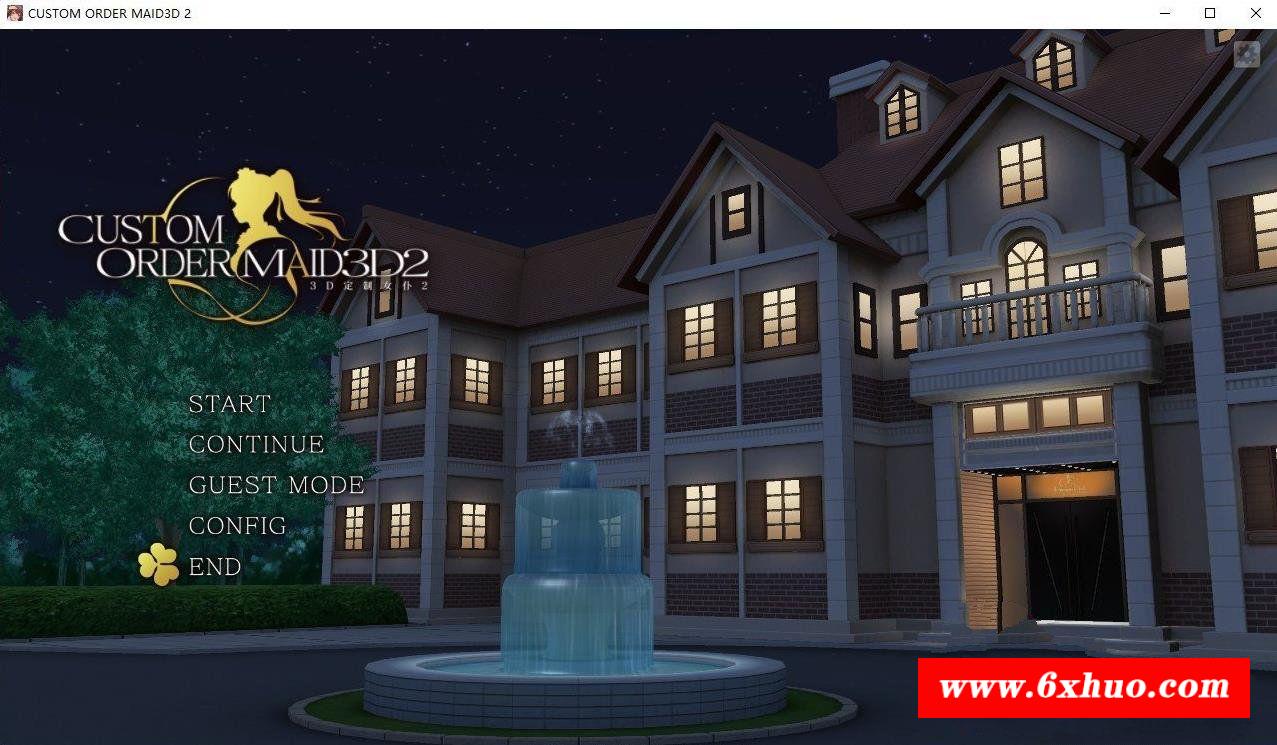 CUSTOM ORDER MAID3D 2
CUSTOM
ORDER MAID3D2
3D定制女仆2
START
CONTINUE
GUEST MODE
CONFIG
END
www.6xhuo.com